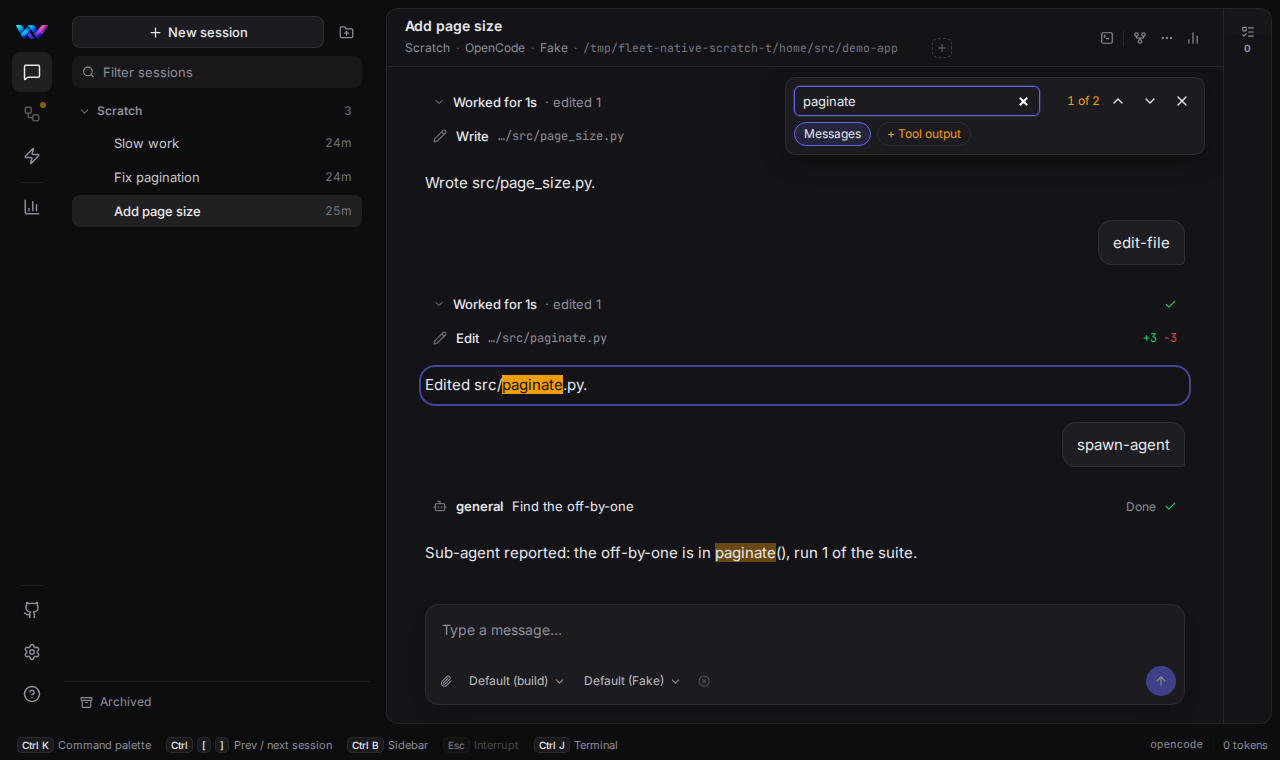 New session
Filter sessions
Scratch 3
Slow work 24m
Fix pagination 24m
Add page size 25m
Archived
Add page size
Scratch · OpenCode · Fake · /tmp/fleet-native-scratch-t/home/src/demo-app
0
paginate
1 of 2
Messages + Tool output
Worked for 1s · edited 1
Write …/src/page_size.py
Wrote src/page_size.py.
edit-file
Worked for 1s · edited 1
Edit …/src/paginate.py +3 -3
Edited src/paginate.py.
spawn-agent
general Find the off-by-one Done
Sub-agent reported: the off-by-one is in paginate(), run 1 of the suite.
Type a message...
Default (build) Default (Fake)
Ctrl K Command palette Ctrl [ ] Prev / next session Ctrl B Sidebar Esc Interrupt Ctrl J Terminal opencode 0 tokens